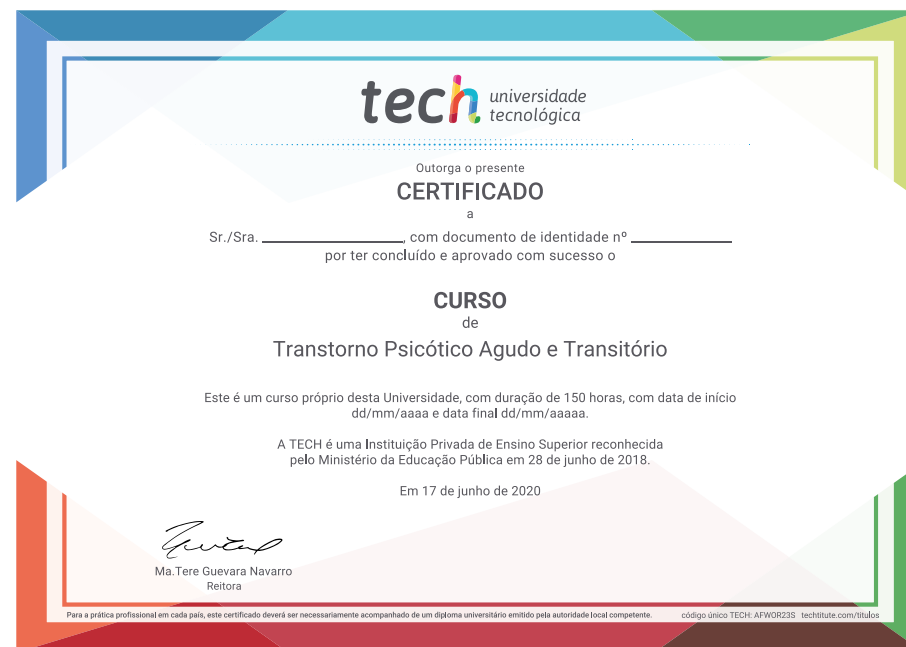 tech universidade
tecnológica
Outorga o presente
CERTIFICADO
a
Sr./Sra. ____________________, com documento de identidade nº ______________
por ter concluído e aprovado com sucesso o
CURSO
de
Transtorno Psicótico Agudo e Transitório
Este é um curso próprio desta Universidade, com duração de 150 horas, com data de início
dd/mm/aaaa e data final dd/mm/aaaaa.
A TECH é uma Instituição Privada de Ensino Superior reconhecida
pelo Ministério da Educação Pública em 28 de junho de 2018.
Em 17 de junho de 2020
Ma.Tere Guevara Navarro
Reitora
Para a prática profissional em cada país, este certificado deverá ser necessariamente acompanhado de um diploma universitário emitido pela autoridade local competente. código único TECH: AFWOR23S techtitute.com/titulos